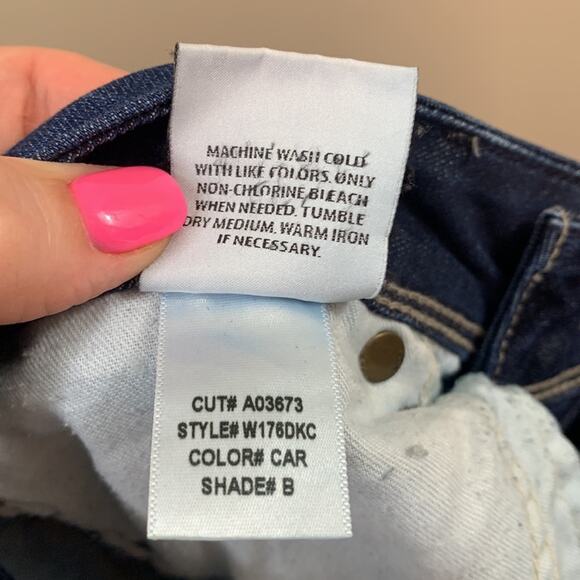 MACHINE WASH COLD
WITH LIKE COLORS. ONLY
NON-CHLORINE BLEACH
WHEN NEEDED. TUMBLE
DRY MEDIUM. WARM IRON
IF NECESSARY.
CUT# A03673
STYLE# W176DKC
COLOR# CAR
SHADE# B